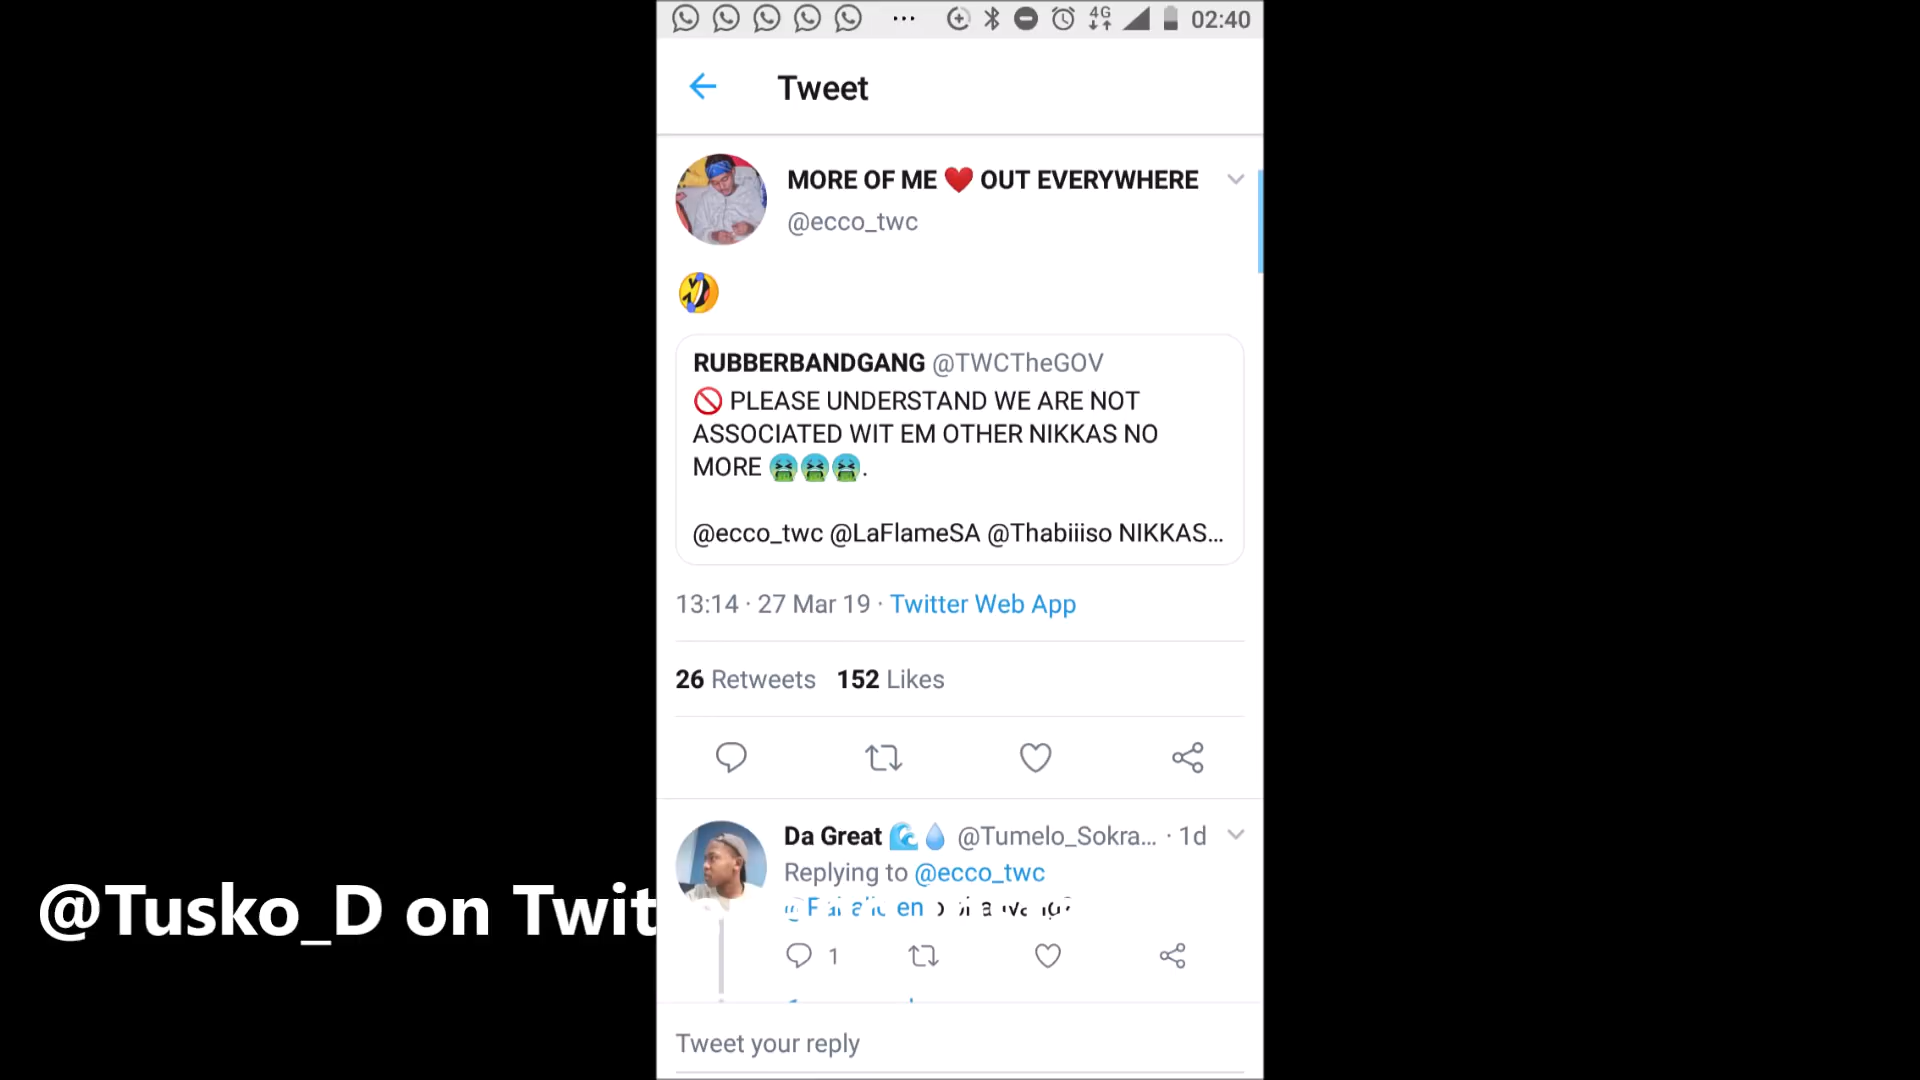 4G 02:40
Tweet
MORE OF ME ❤️ OUT EVERYWHERE
@ecco_twc
🤣
RUBBERBANDGANG @TWCTheGOV
🚫 PLEASE UNDERSTAND WE ARE NOT
ASSOCIATED WIT EM OTHER NIKKAS NO
MORE 🤮🤮🤮.
@ecco_twc @LaFlameSA @Thabiiiso NIKKAS...
13:14 · 27 Mar 19 · Twitter Web App
26 Retweets 152 Likes
Da Great 🌊💧 @Tumelo_Sokra... · 1d
Replying to @ecco_twc
@Tusko_D on Twit
1
Tweet your reply